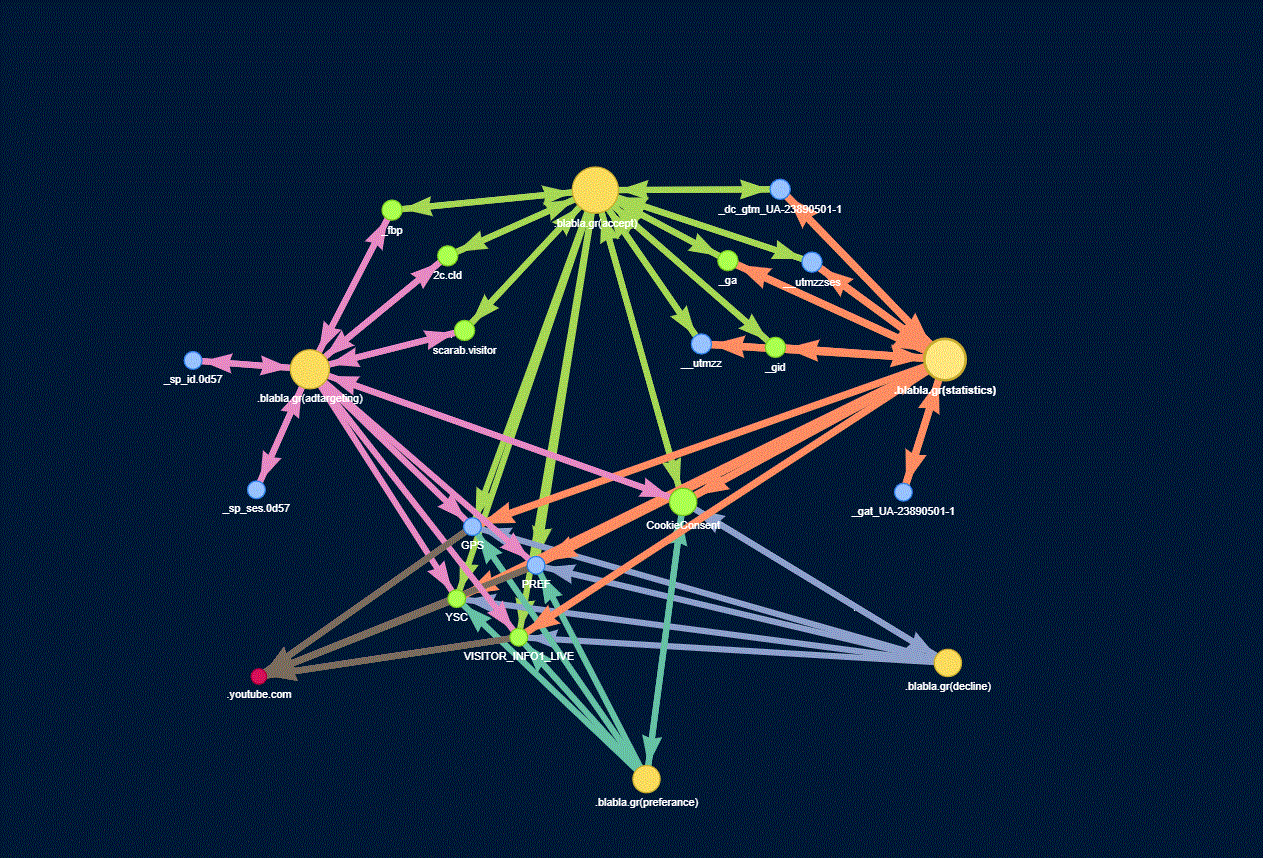 _dc_gtm_UA-23890501-1
.blabla.gr(accept)
_fbp
2c.cld
_ga
__utmzzses
scarab.visitor
__utmzz
_gid
_sp_id.0d57
.blabla.gr(adtargeting)
.blabla.gr(statistics)
_sp_ses.0d57
_gat_UA-23890501-1
CookieConsent
GPS
PREF
YSC
VISITOR_INFO1_LIVE
.youtube.com
.blabla.gr(decline)
.blabla.gr(preferance)